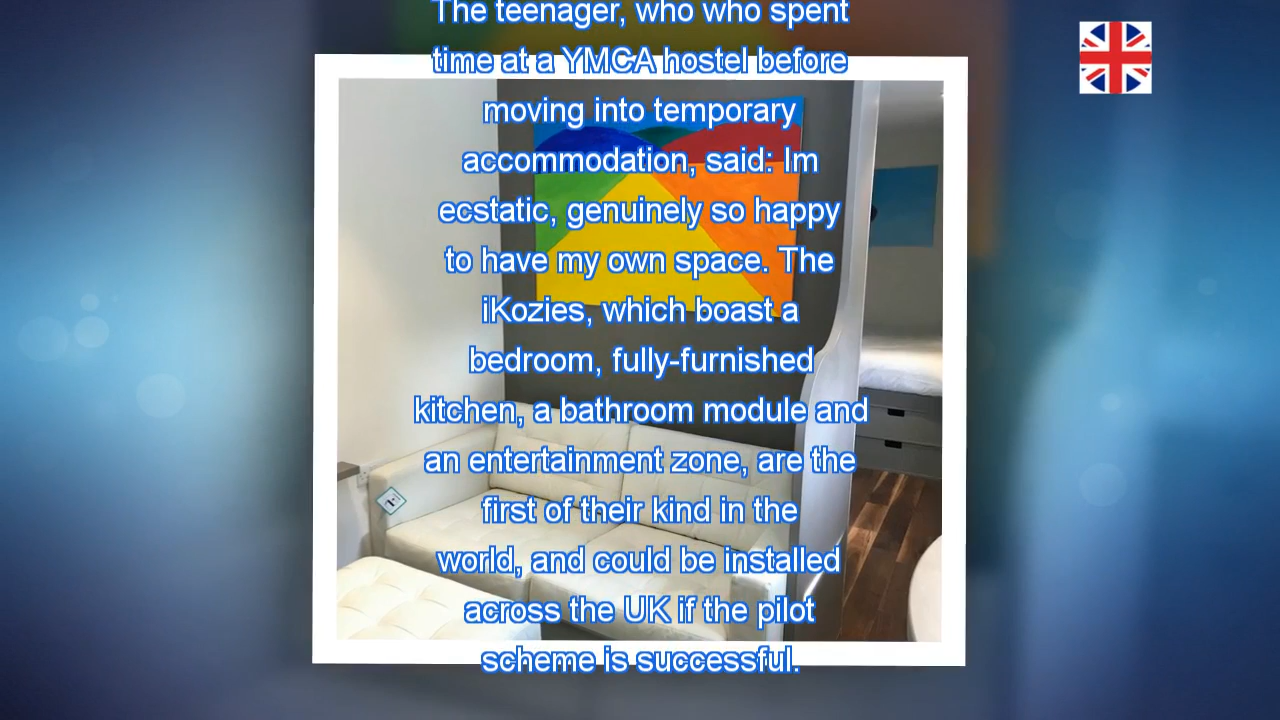 The teenager, who who spent
time at a YMCA hostel before
moving into temporary
accommodation, said: Im
ecstatic, genuinely so happy
to have my own space. The
iKozies, which boast a
bedroom, fully-furnished
kitchen, a bathroom module and
an entertainment zone, are the
first of their kind in the
world, and could be installed
across the UK if the pilot
scheme is successful.